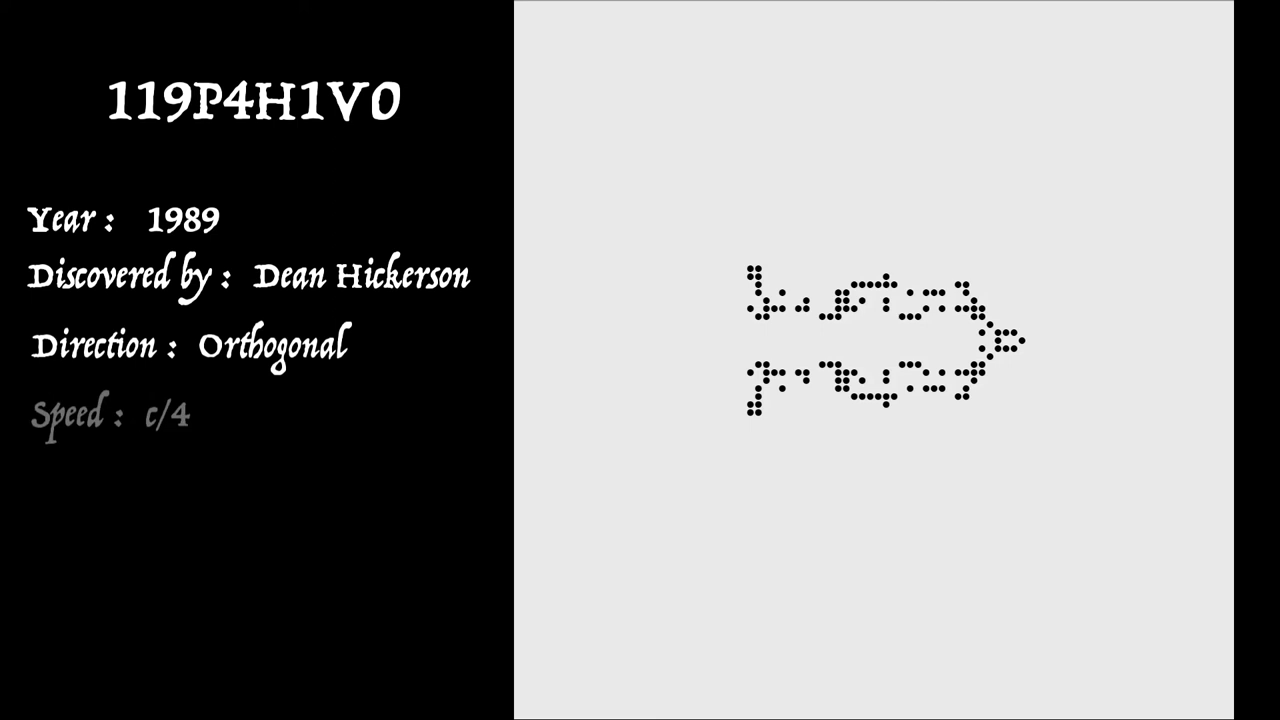 119P4H1V0
Year : 1989
Discovered by : Dean Hickerson
Direction : Orthogonal
Speed : c/4